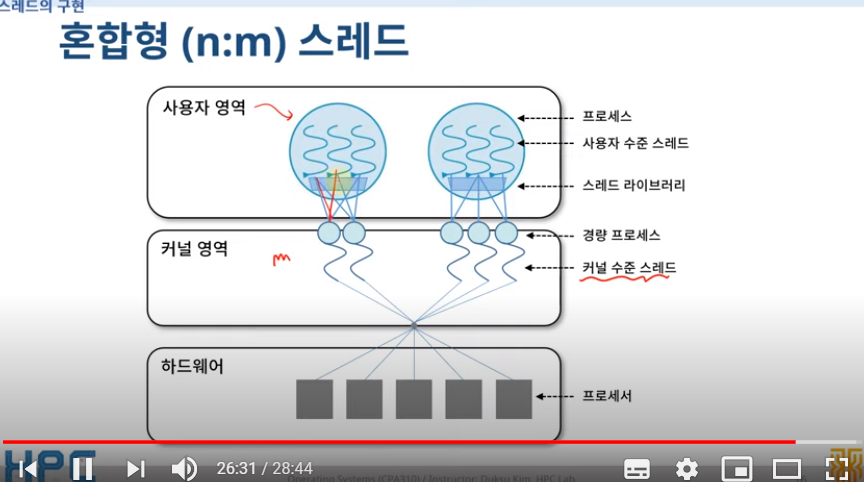 스레드의 구현
혼합형 (n:m) 스레드
사용자 영역
프로세스
사용자 수준 스레드
스레드 라이브러리
경량 프로세스
커널 영역
m
커널 수준 스레드
하드웨어
프로세서
HPC
26:31 / 28:44
Operating Systems (CPA310) / Instructor: Duksu Kim, HPC Lab.